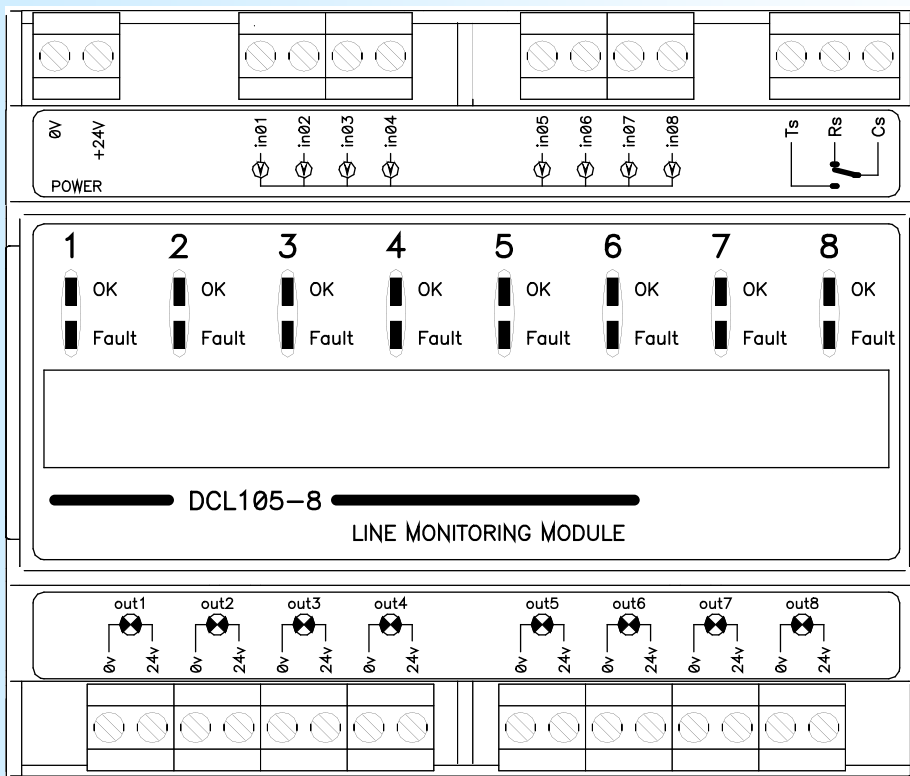 0V +24V in01 in02 in03 in04 in05 in06 in07 in08 Ts Rs Cs
POWER
1 2 3 4 5 6 7 8
OK OK OK OK OK OK OK OK
Fault Fault Fault Fault Fault Fault Fault Fault
DCL105-8
LINE MONITORING MODULE
out1 out2 out3 out4 out5 out6 out7 out8
0v 24v 0v 24v 0v 24v 0v 24v 0v 24v 0v 24v 0v 24v 0v 24v